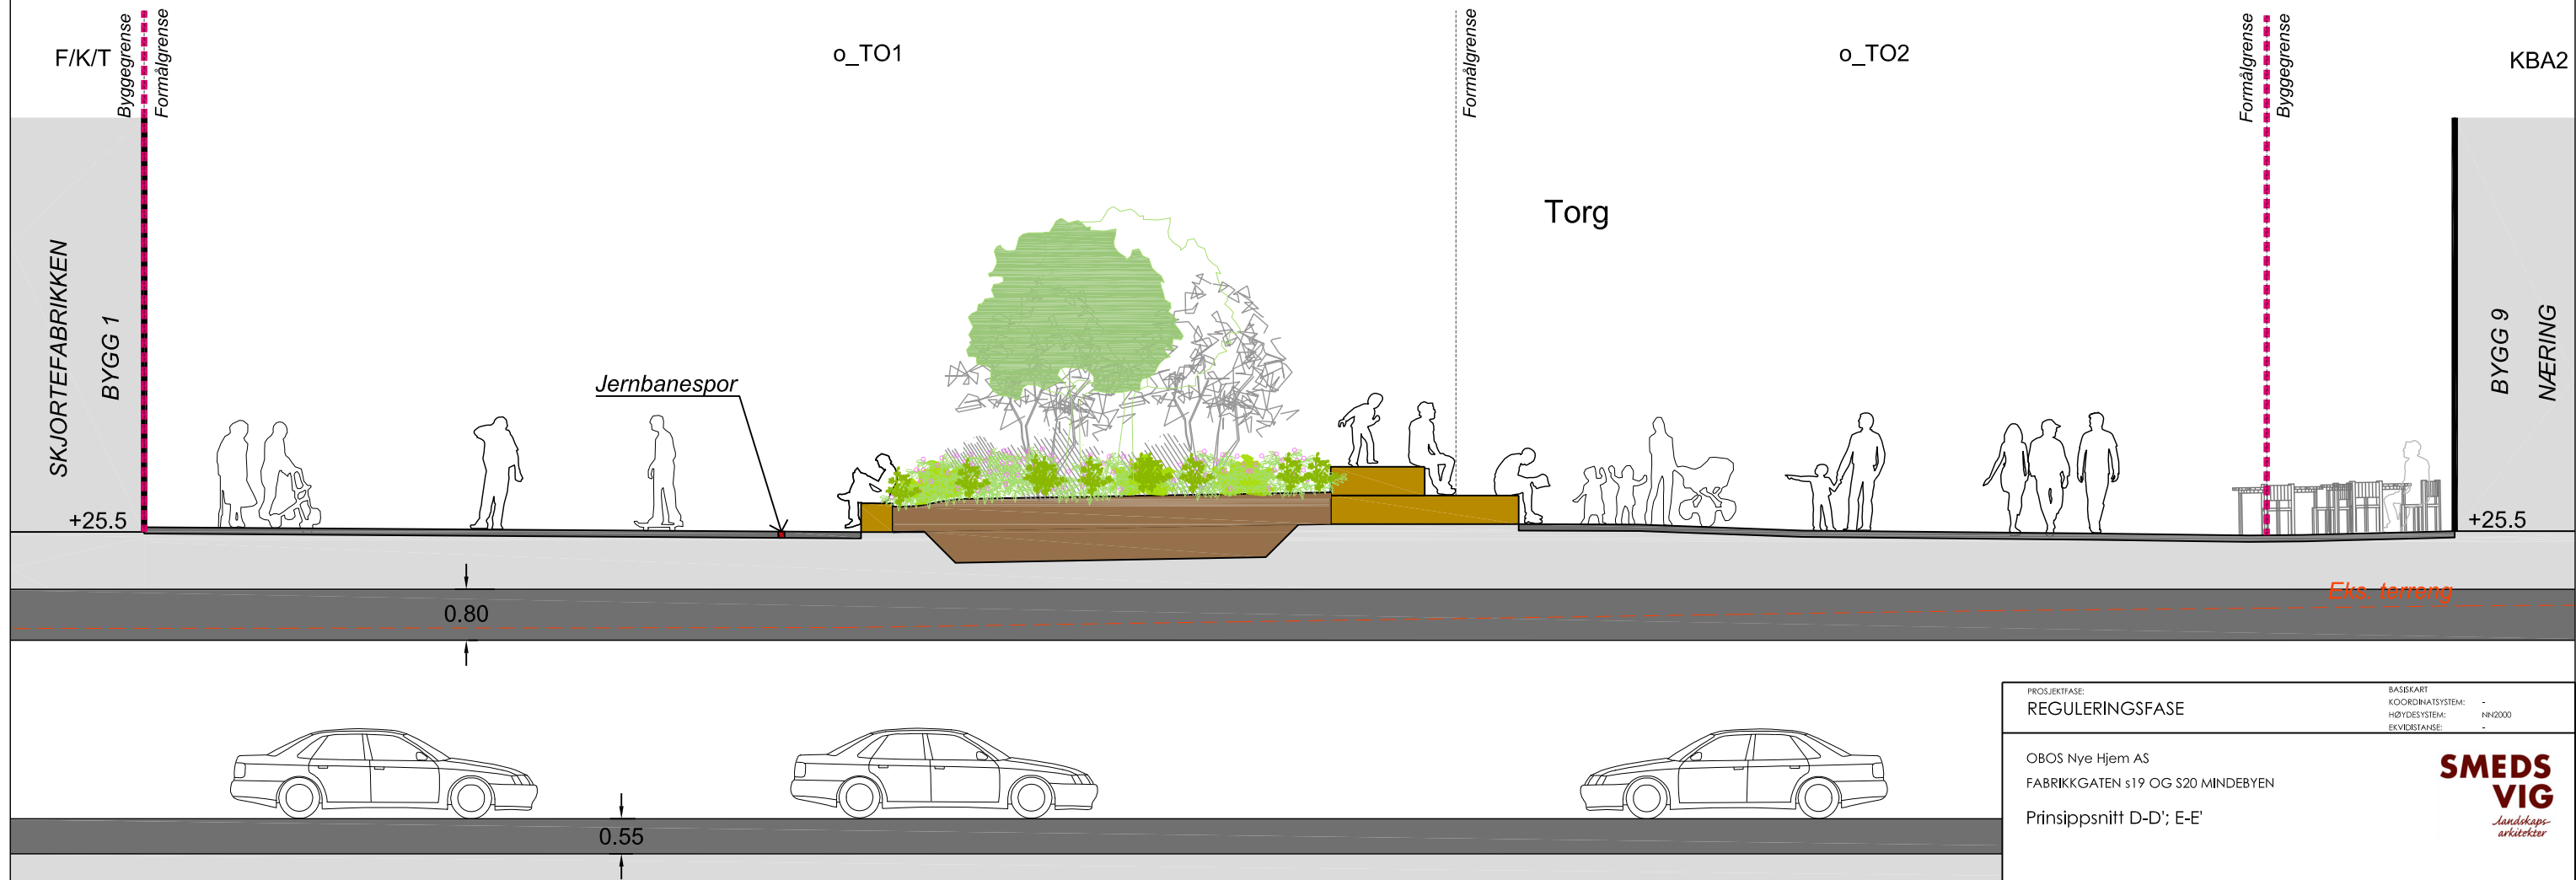 F/K/T
Byggegrense
Formålgrense
o_TO1
Formålgrense
o_TO2
Formålgrense
Byggegrense
KBA2
Torg
SKJORTEFABRIKKEN
BYGG 1
Jernbanespor
BYGG 9
NÆRING
+25.5
+25.5
Eks. terreng
0.80
0.55
PROSJEKTFASE:
REGULERINGSFASE
BASISKART
KOORDINATSYSTEM: -
HØYDESYSTEM: NN2000
EKVIDISTANSE: -
OBOS Nye Hjem AS
FABRIKKGATEN s19 OG S20 MINDEBYEN
Prinsippsnitt D-D'; E-E'
SMEDS
VIG
landskaps-
arkitekter